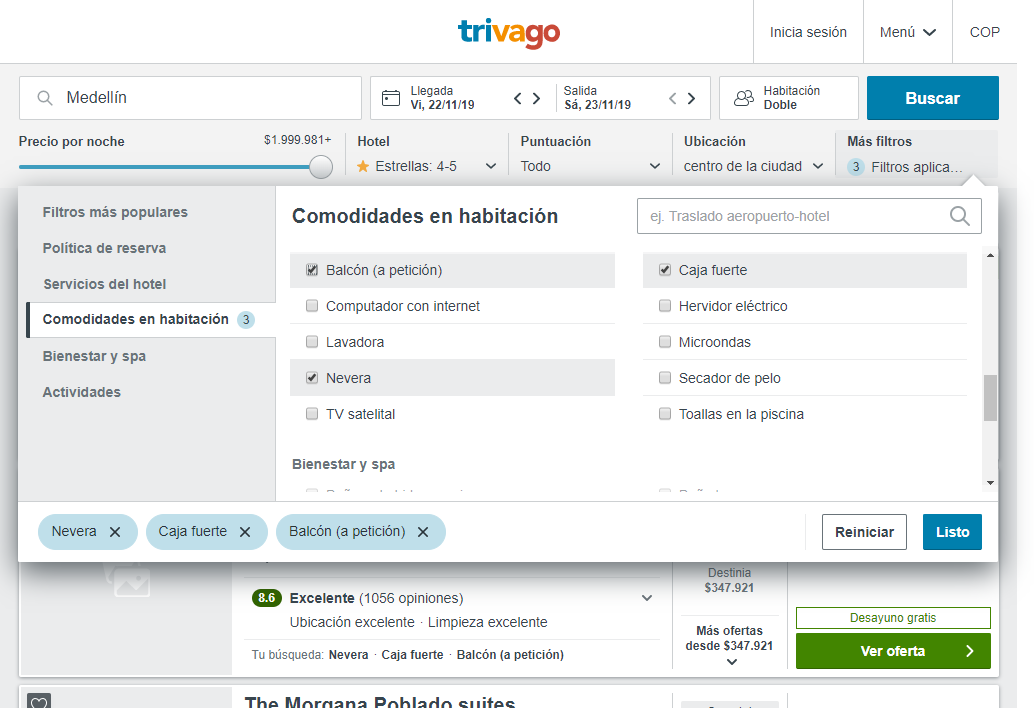 trivago
Inicia sesión
Menú
COP
Medellín
Llegada
Vi, 22/11/19
Salida
Sá, 23/11/19
Habitación
Doble
Buscar
Precio por noche
$1.999.981+
Hotel
Estrellas: 4-5
Puntuación
Todo
Ubicación
centro de la ciudad
Más filtros
3 Filtros aplica...
Filtros más populares
Política de reserva
Servicios del hotel
Comodidades en habitación 3
Bienestar y spa
Actividades
Comodidades en habitación
ej. Traslado aeropuerto-hotel
Balcón (a petición)
Caja fuerte
Computador con internet
Hervidor eléctrico
Lavadora
Microondas
Nevera
Secador de pelo
TV satelital
Toallas en la piscina
Bienestar y spa
Nevera
Caja fuerte
Balcón (a petición)
Reiniciar
Listo
8.6 Excelente (1056 opiniones)
Ubicación excelente · Limpieza excelente
Tu búsqueda: Nevera · Caja fuerte · Balcón (a petición)
Destinia
$347.921
Más ofertas
desde $347.921
Desayuno gratis
Ver oferta
The Morgana Poblado suites